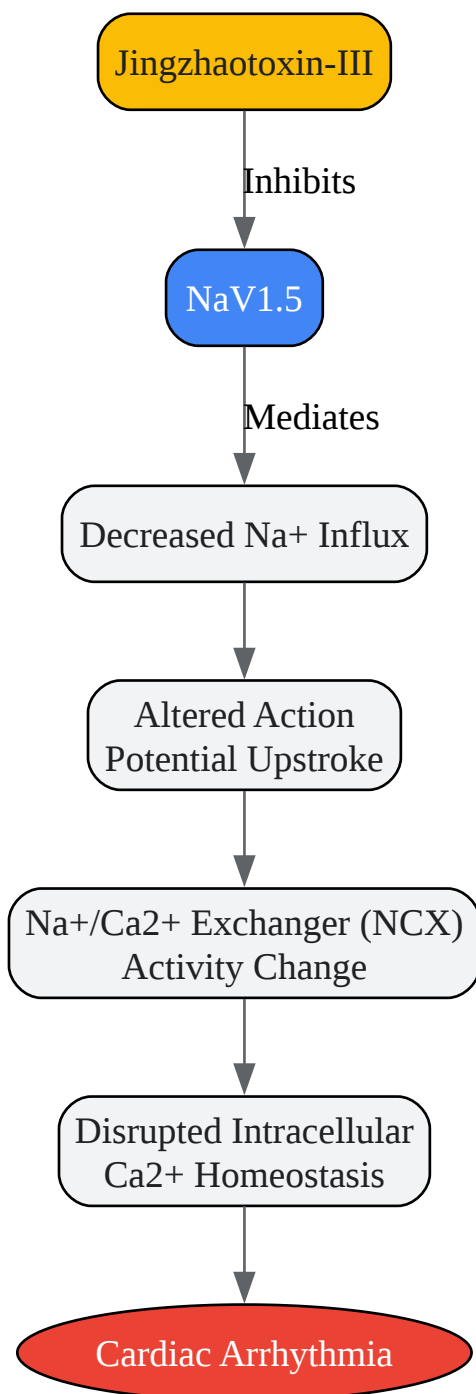 Jingzhaotoxin-III
Inhibits
NaV1.5
Mediates
Decreased Na+ Influx
Altered Action
Potential Upstroke
Na+/Ca2+ Exchanger (NCX)
Activity Change
Disrupted Intracellular
Ca2+ Homeostasis
Cardiac Arrhythmia